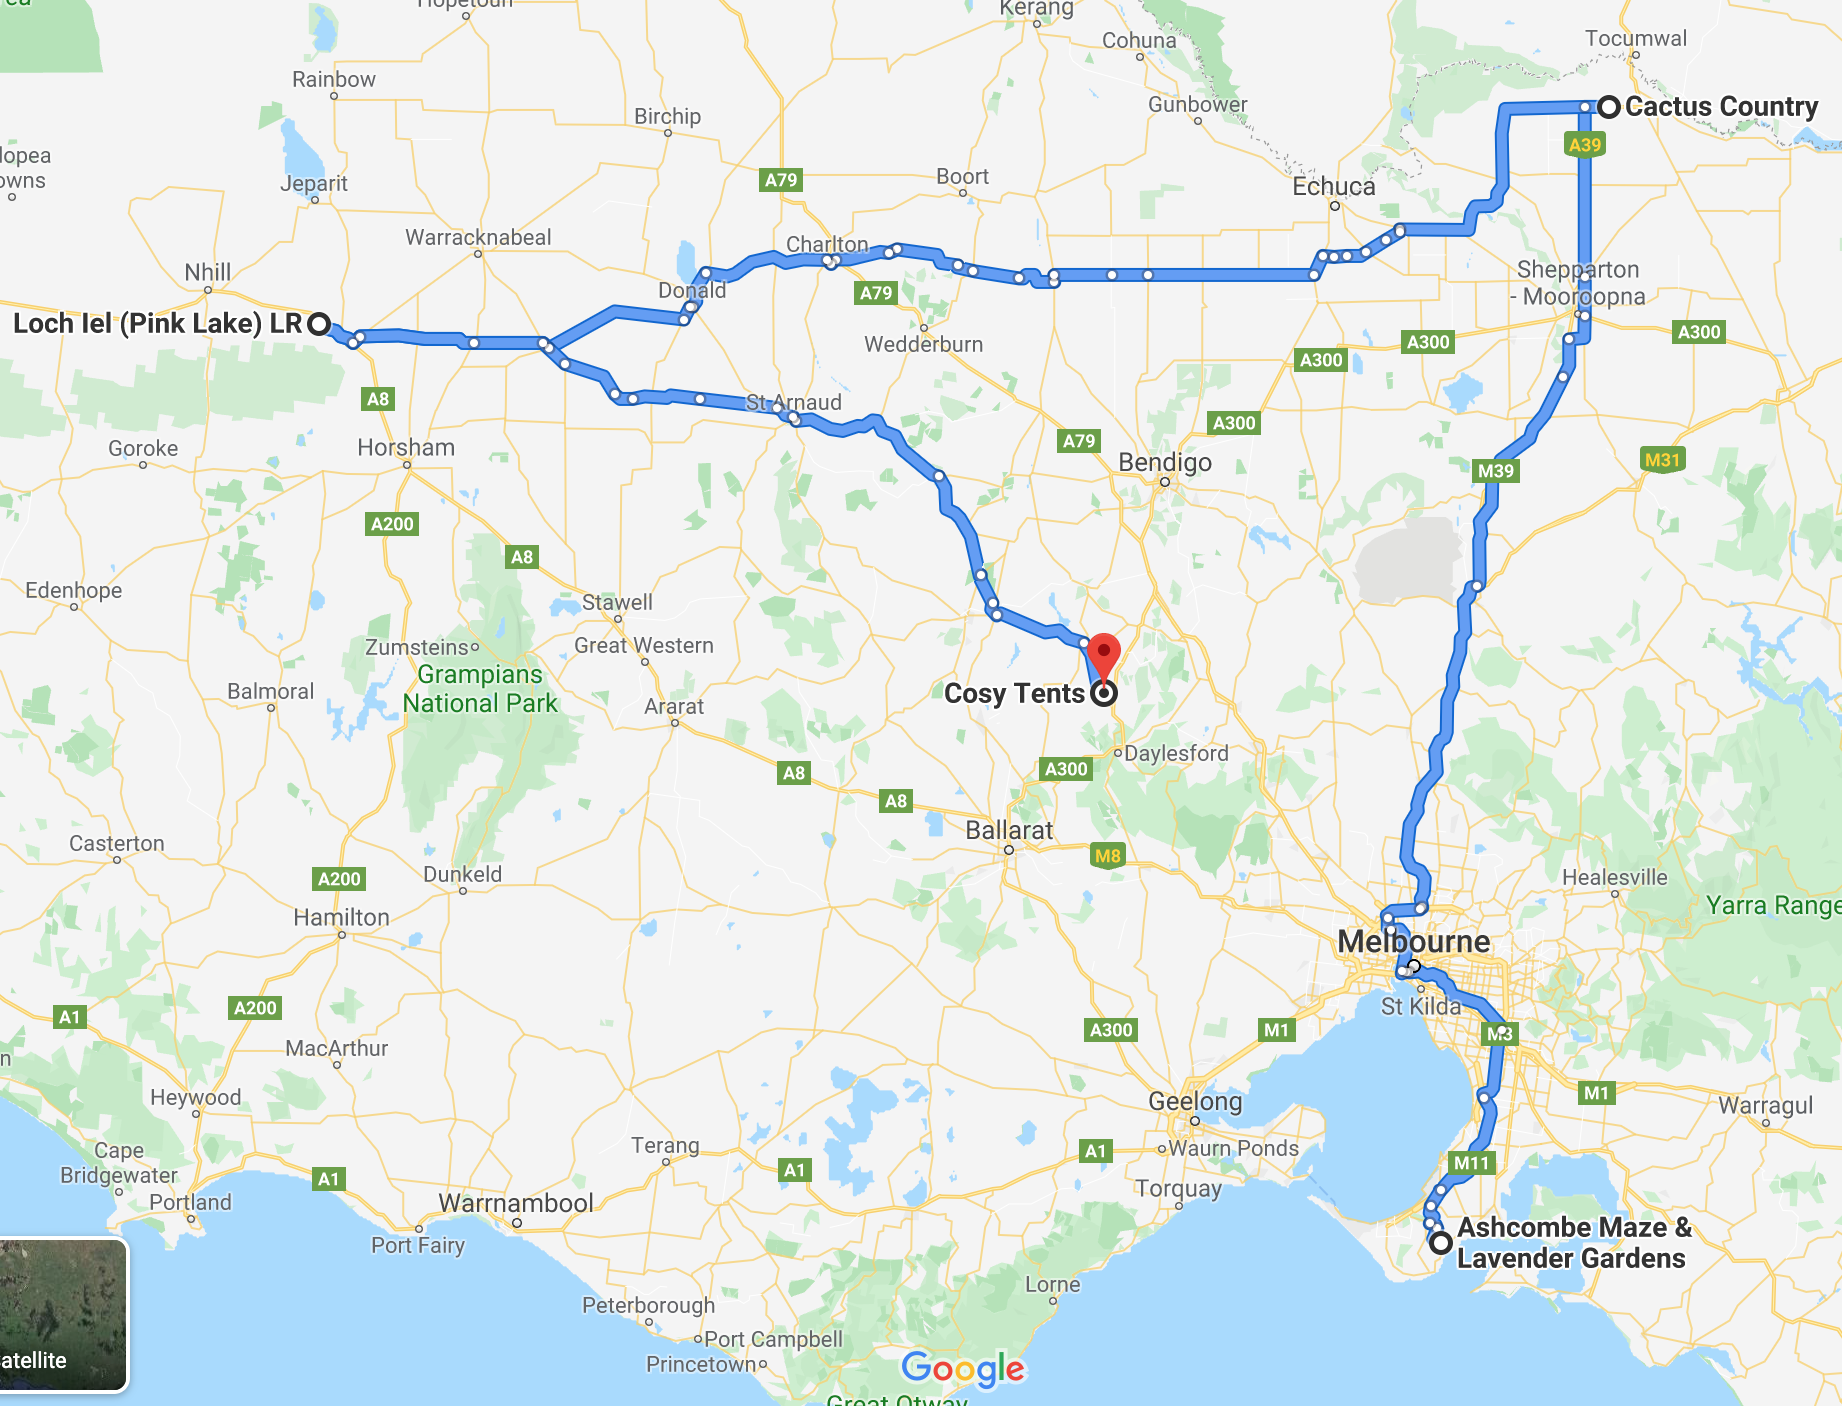 Hopetoun
Kerang
Cohuna
Tocumwal
Rainbow
Birchip
Gunbower
Cactus Country
A39
Jeparit
A79
Boort
Echuca
Warracknabeal
Charlton
Nhill
Donald
A79
Shepparton
- Mooroopna
Loch Iel (Pink Lake) LR
Wedderburn
A300
A300
A300
A8
St Arnaud
A300
Goroke
Horsham
A79
Bendigo
M31
M39
A200
A8
Edenhope
Stawell
Zumsteins
Great Western
Grampians
National Park
Balmoral
Ararat
Cosy Tents
Daylesford
A8
A300
A8
Ballarat
M8
Casterton
A200
Dunkeld
Healesville
Hamilton
Yarra Range
Melbourne
A200
A1
St Kilda
A300
M1
M3
MacArthur
Heywood
Geelong
M1
Warragul
Cape
Bridgewater
Terang
A1
A1
Waurn Ponds
M11
Portland
A1
Warrnambool
Torquay
Port Fairy
Ashcombe Maze &
Lavender Gardens
Lorne
Peterborough
Port Campbell
Princetown
Google
atellite
Great Otway